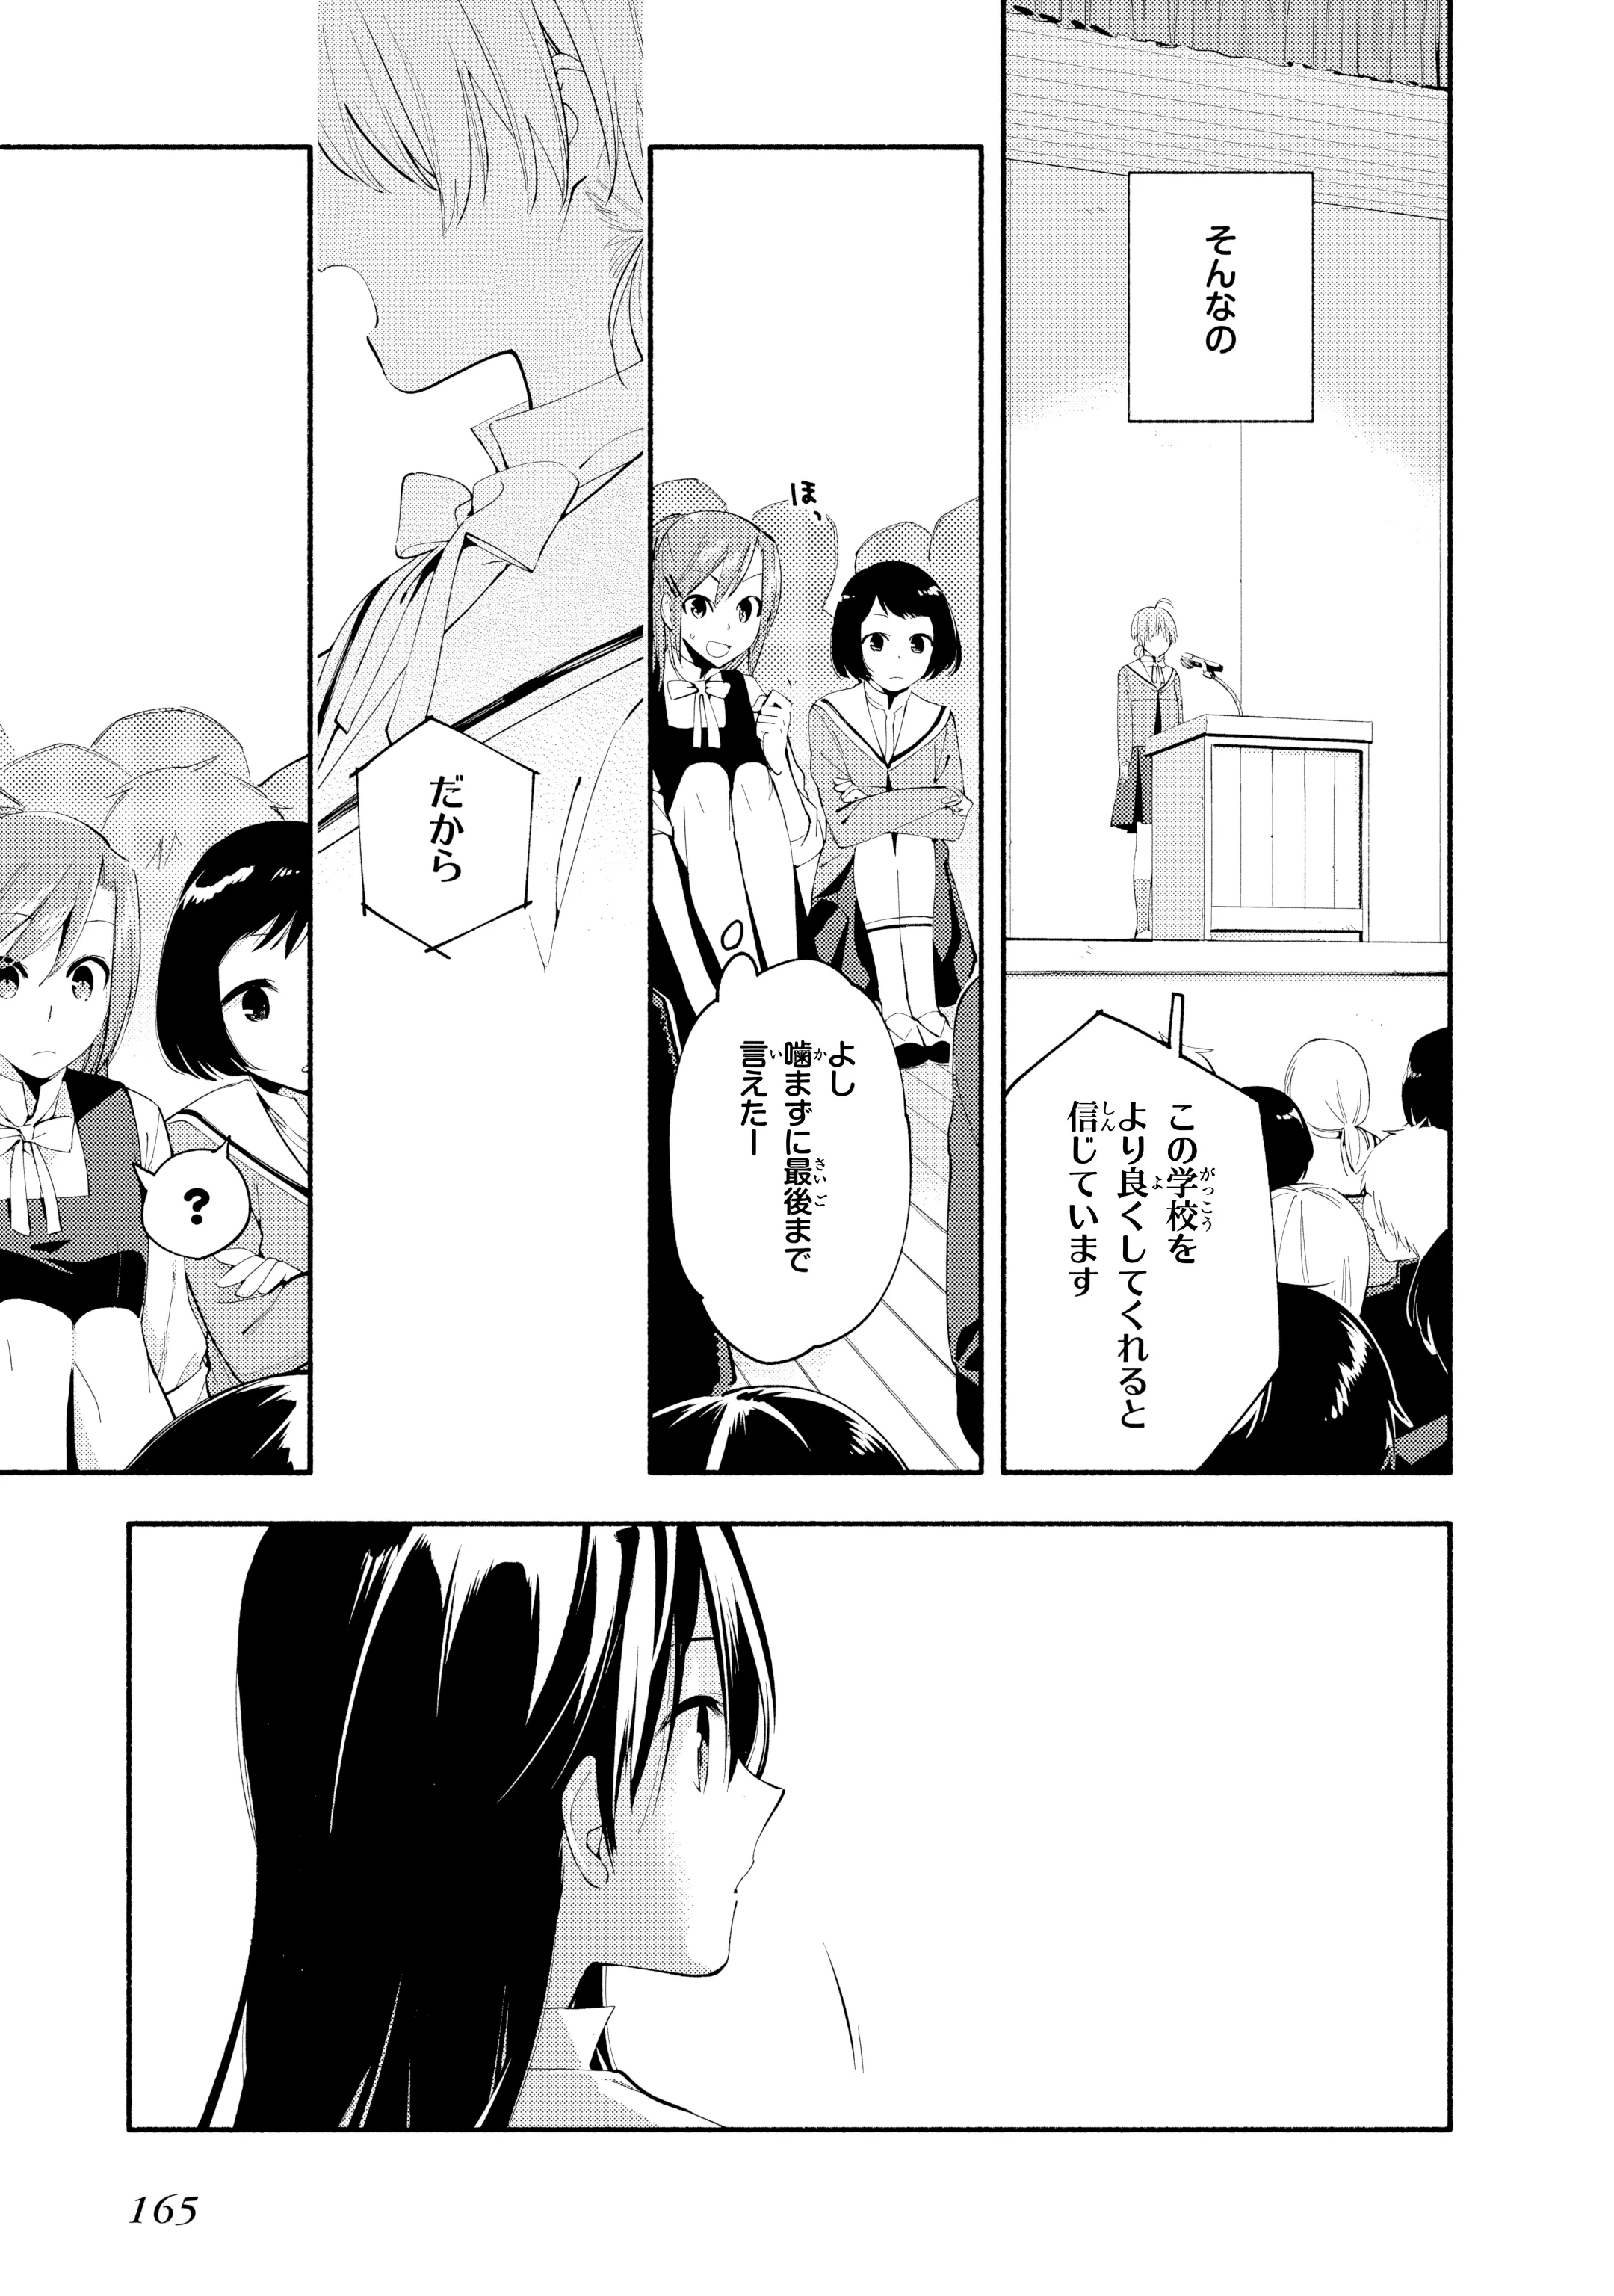 そんなの
この学校を
より良くしてくれると
信じています
ほっ
よし
噛まずに最後まで
言えたー
だから
?
165